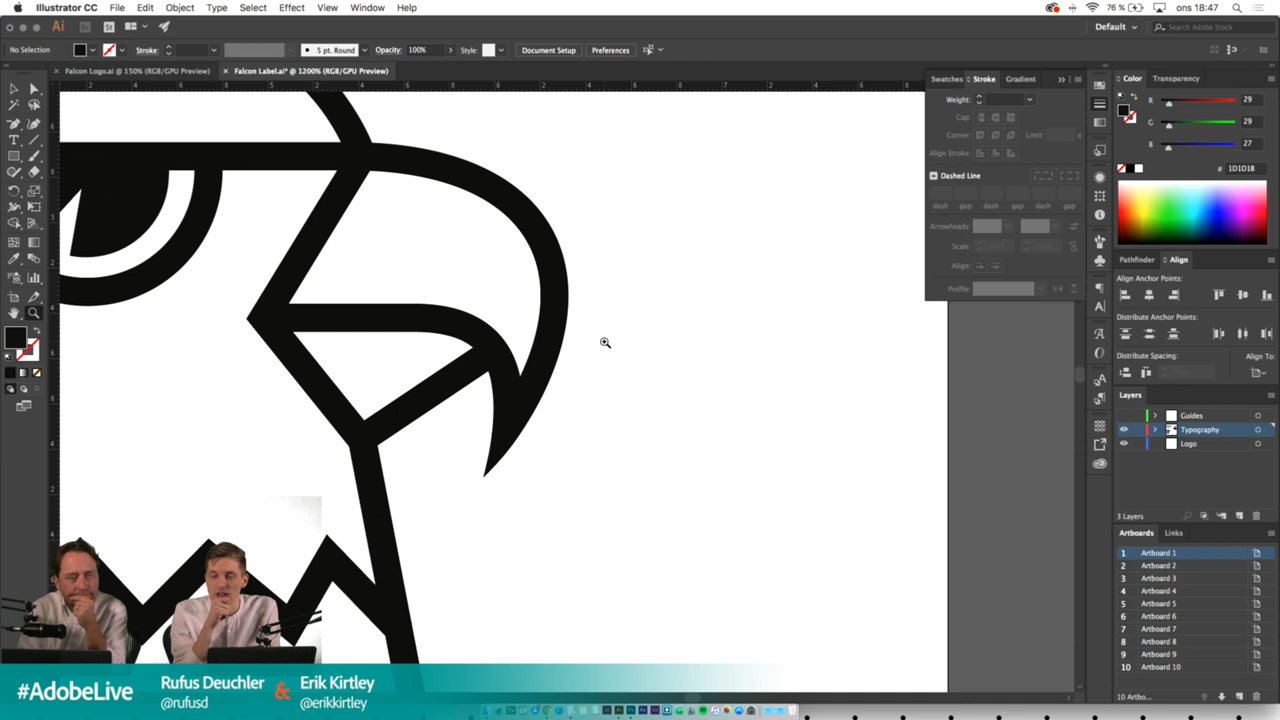 Illustrator CC File Edit Object Type Select Effect View Window Help
76 % ons 18:47
Ai Br St
Default
Search Adobe Stock
No Selection Stroke: 5 pt. Round Opacity: 100% Style: Document Setup Preferences
× Falcon Logo.ai @ 150% (RGB/GPU Preview) × Falcon Label.ai* @ 1200% (RGB/GPU Preview)
Swatches Stroke Gradient
Weight:
Cap:
Corner: Limit: x
Align Stroke:
Dashed Line
dash gap dash gap dash gap
Arrowheads:
Scale:
Align:
Profile:
Color Transparency
R 29
G 29
B 27
# 1D1D1B
Pathfinder Align
Align Anchor Points:
Distribute Anchor Points:
Distribute Spacing: Align To:
Layers
Guides
Typography
Logo
3 Layers
Artboards Links
1 Artboard 1
2 Artboard 2
3 Artboard 3
4 Artboard 4
5 Artboard 5
6 Artboard 6
7 Artboard 7
8 Artboard 8
9 Artboard 9
10 Artboard 10
10 Artbo...
#AdobeLive
Rufus Deuchler & Erik Kirtley
@rufusd @erikkirtley